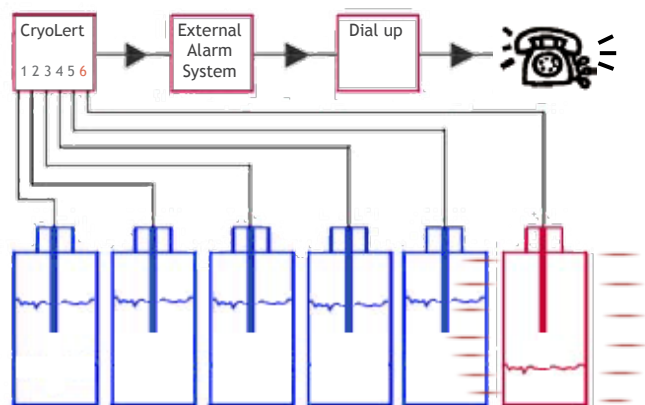 CryoLert
1 2 3 4 5 6
External
Alarm
System
Dial up